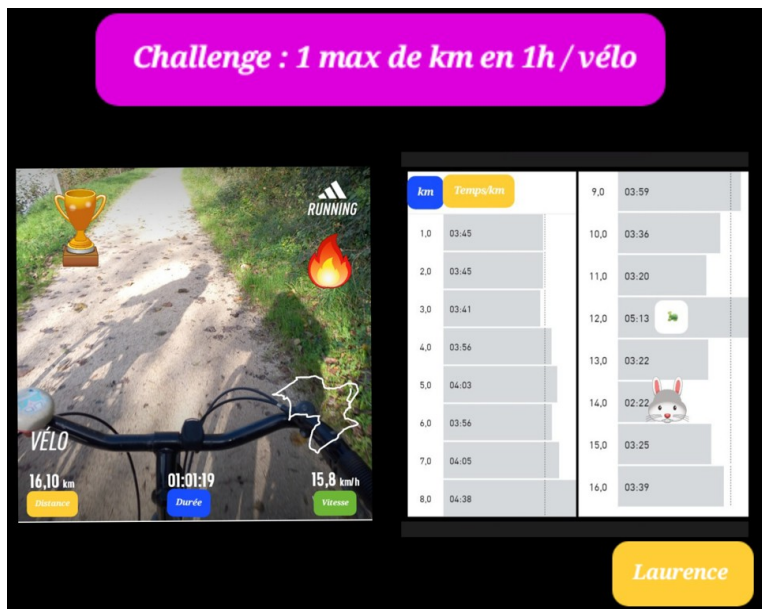 Challenge : 1 max de km en 1h / vélo
RUNNING
VÉLO
16,10 km
01:01:19
15,8 km/h
Distance
Durée
Vitesse
km Temps/km
1,0 03:45
2,0 03:45
3,0 03:41
4,0 03:56
5,0 04:03
6,0 03:56
7,0 04:05
8,0 04:38
9,0 03:59
10,0 03:36
11,0 03:20
12,0 05:13
13,0 03:22
14,0 02:22
15,0 03:25
16,0 03:39
Laurence